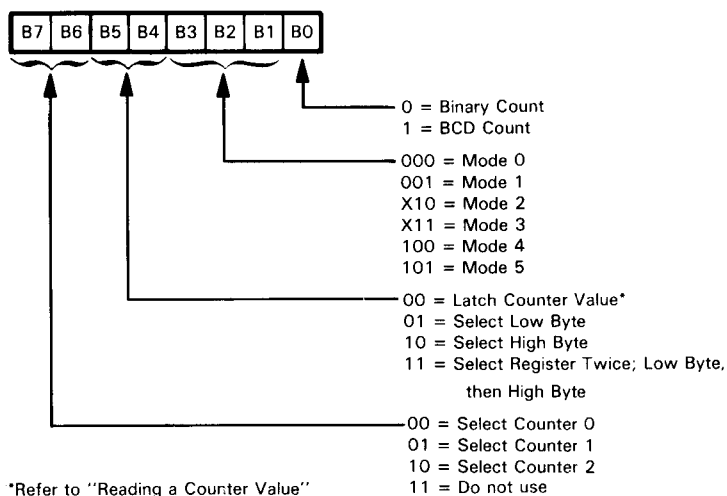 B7 B6 B5 B4 B3 B2 B1 B0
0 = Binary Count
1 = BCD Count
000 = Mode 0
001 = Mode 1
X10 = Mode 2
X11 = Mode 3
100 = Mode 4
101 = Mode 5
00 = Latch Counter Value*
01 = Select Low Byte
10 = Select High Byte
11 = Select Register Twice; Low Byte,
then High Byte
00 = Select Counter 0
01 = Select Counter 1
10 = Select Counter 2
11 = Do not use
*Refer to "Reading a Counter Value"